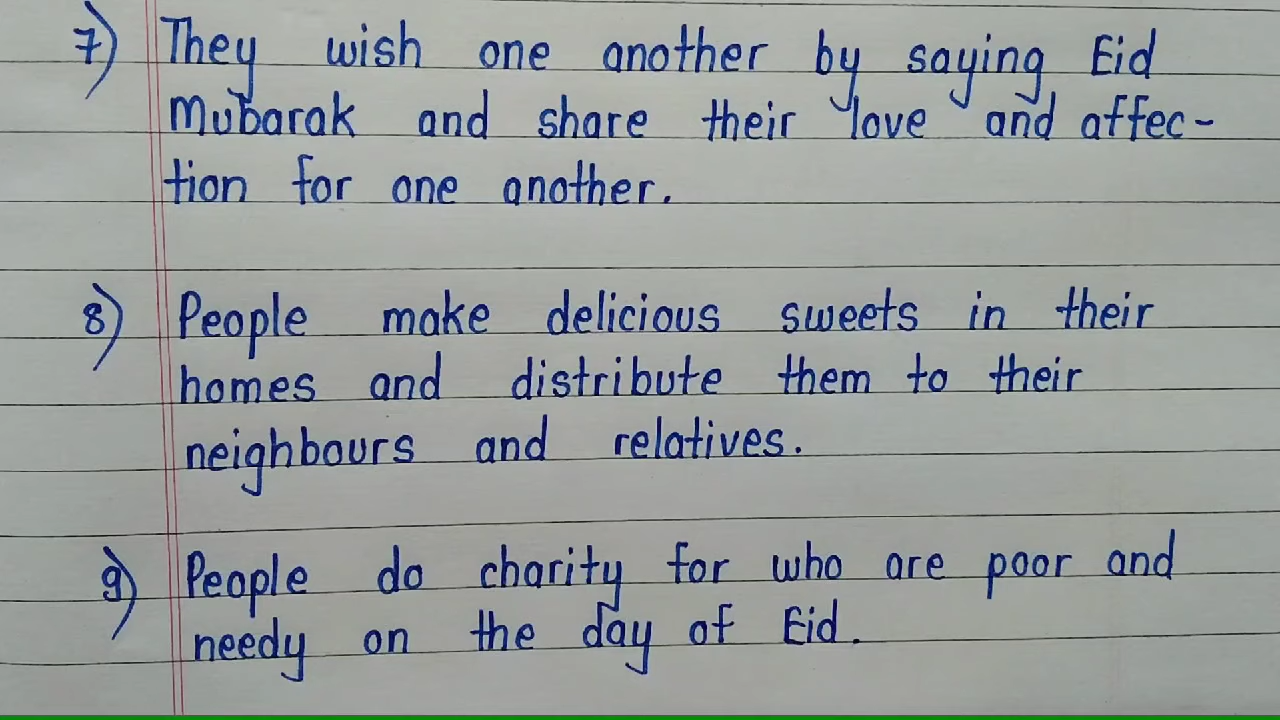 7) They wish one another by saying Eid
Mubarak and share their love and affec-
tion for one another.
8) People make delicious sweets in their
homes and distribute them to their
neighbours and relatives.
9) People do charity for who are poor and
needy on the day of Eid.